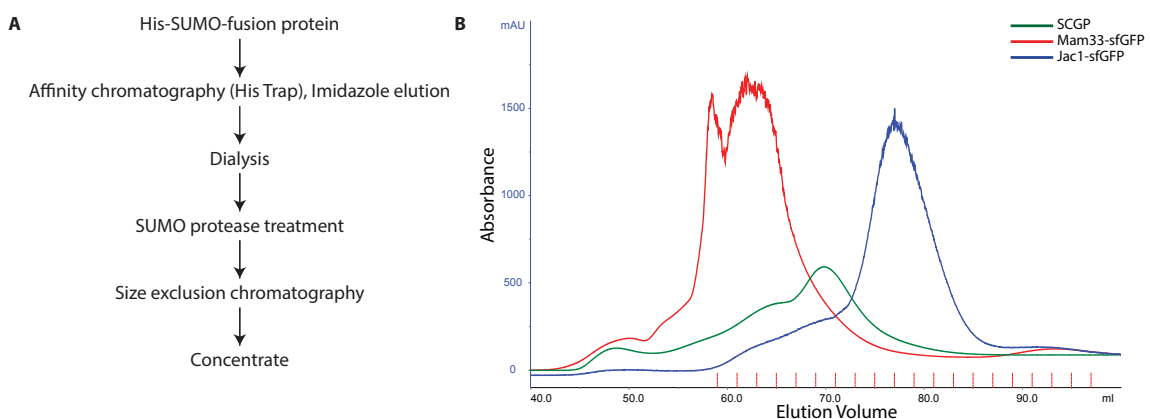 A
His-SUMO-fusion protein
Affinity chromatography (His Trap), Imidazole elution
Dialysis
SUMO protease treatment
Size exclusion chromatography
Concentrate
B
mAU
1500
1000
500
0
Absorbance
40.0 50.0 60.0 70.0 80.0 90.0 ml
Elution Volume
SCGP
Mam33-sfGFP
Jac1-sfGFP